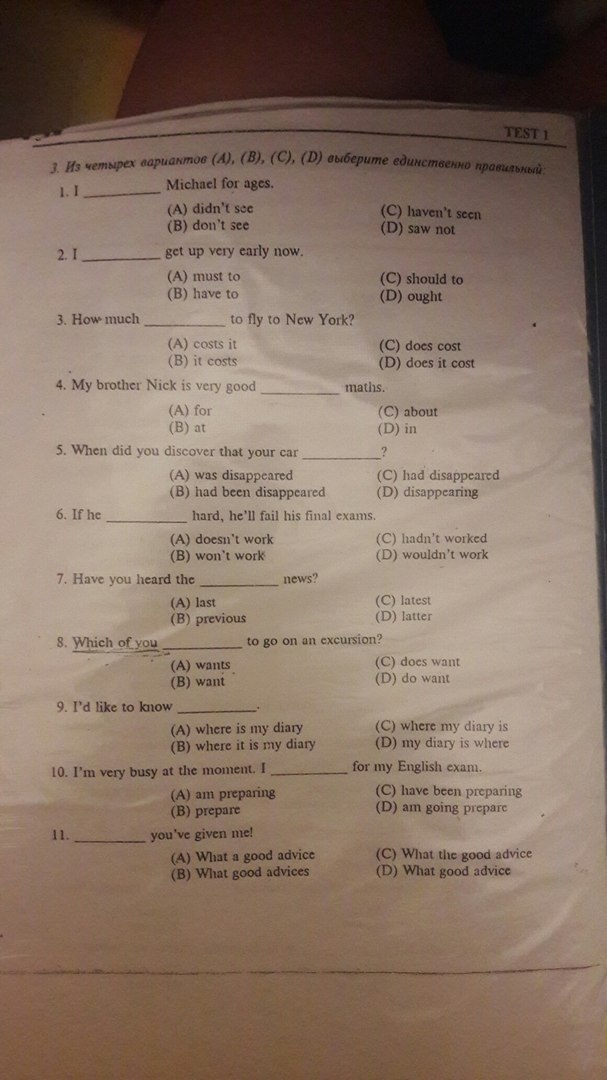 TEST 1
3. Из четырех вариантов (A), (B), (C), (D) выберите единственно правильный:
1. I __________ Michael for ages.
(A) didn't see (C) haven't seen
(B) don't see (D) saw not
2. I __________ get up very early now.
(A) must to (C) should to
(B) have to (D) ought
3. How much __________ to fly to New York?
(A) costs it (C) does cost
(B) it costs (D) does it cost
4. My brother Nick is very good __________ maths.
(A) for (C) about
(B) at (D) in
5. When did you discover that your car __________?
(A) was disappeared (C) had disappeared
(B) had been disappeared (D) disappearing
6. If he __________ hard, he'll fail his final exams.
(A) doesn't work (C) hadn't worked
(B) won't work (D) wouldn't work
7. Have you heard the __________ news?
(A) last (C) latest
(B) previous (D) latter
8. Which of you __________ to go on an excursion?
(A) wants (C) does want
(B) want (D) do want
9. I'd like to know __________.
(A) where is my diary (C) where my diary is
(B) where it is my diary (D) my diary is where
10. I'm very busy at the moment. I __________ for my English exam.
(A) am preparing (C) have been preparing
(B) prepare (D) am going prepare
11. __________ you've given me!
(A) What a good advice (C) What the good advice
(B) What good advices (D) What good advice